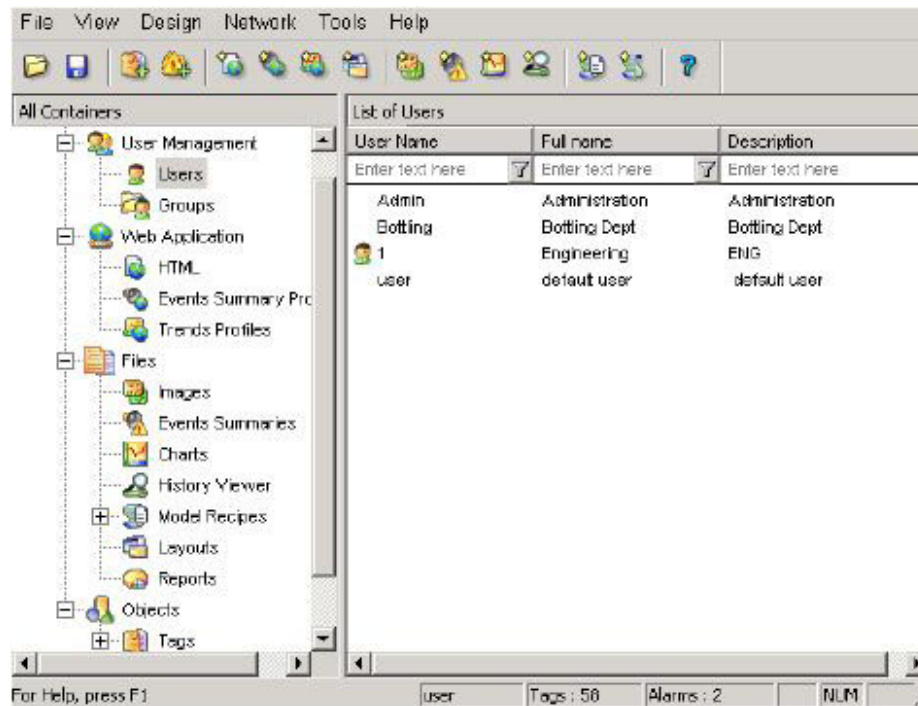 File View Design Network Tools Help
All Containers
User Management
Users
Groups
Web Application
HTML
Events Summary Pro
Trends Profiles
Files
Images
Events Summaries
Charts
History Viewer
Model Recipes
Layouts
Reports
Objects
Tags
List of Users
User Name Full name Description
Enter text here Enter text here Enter text here
Admin Administration Administration
Bottling Bottling Dept Bottling Dept
1 Engineering ENG
user default user default user
For Help, press F1 user Tags : 58 Alarms : 2 NUM